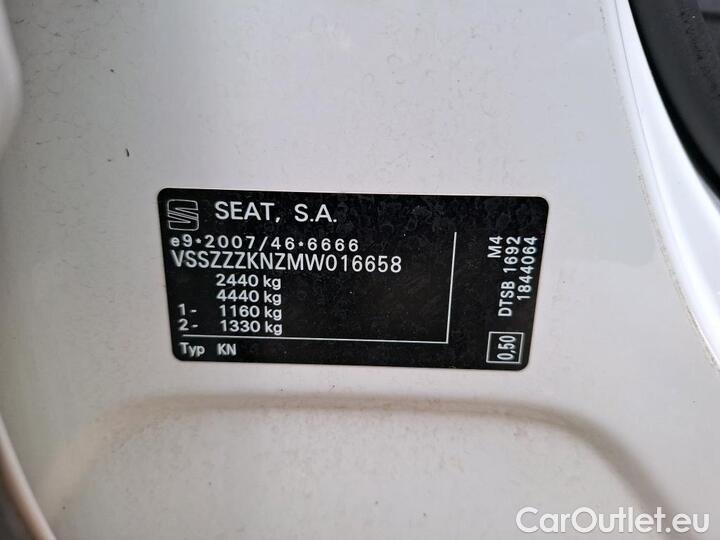 SEAT, S.A.
e9*2007/46*6666
VSSZZZKNZMW016658
2440 kg
4440 kg
1- 1160 kg
2- 1330 kg
Typ KN
M4
DTSB 1692
1844064
0,50
CarOutlet.eu